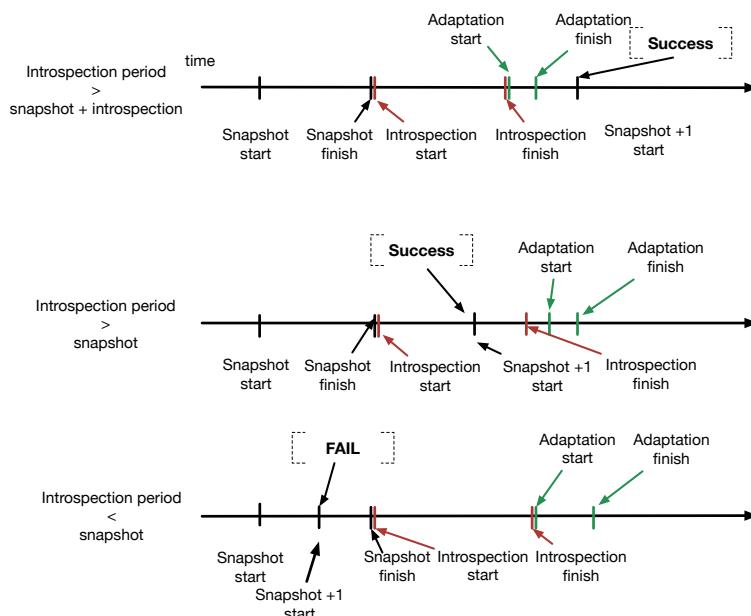 Adaptation
start
Adaptation
finish
Success
time
Introspection period
>
snapshot + introspection
Snapshot
start
Snapshot
finish
Introspection
start
Introspection
finish
Snapshot +1
start
Success
Adaptation
start
Adaptation
finish
Introspection period
>
snapshot
Snapshot
start
Snapshot
finish
Introspection
start
Snapshot +1
start
Introspection
finish
FAIL
Adaptation
start
Adaptation
finish
Introspection period
<
snapshot
Snapshot
start
Snapshot +1
start
Snapshot
finish
Introspection
start
Introspection
finish